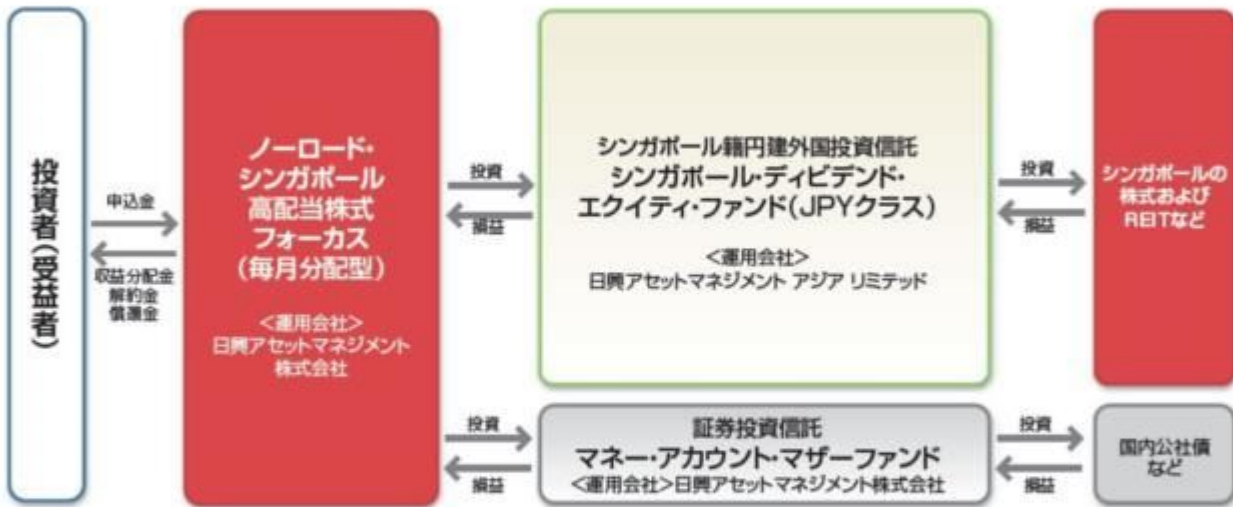 投資者(受益者)
申込金
収益分配金
解約金
償還金
ノーロード・
シンガポール
高配当株式
フォーカス
(毎月分配型)
<運用会社>
日興アセットマネジメント
株式会社
投資
損益
シンガポール籍円建外国投資信託
シンガポール・ディビデンド・
エクイティ・ファンド(JPYクラス)
<運用会社>
日興アセットマネジメント アジア リミテッド
投資
損益
シンガポールの
株式および
REITなど
投資
損益
証券投資信託
マネー・アカウント・マザーファンド
<運用会社>日興アセットマネジメント株式会社
投資
損益
国内公社債
など